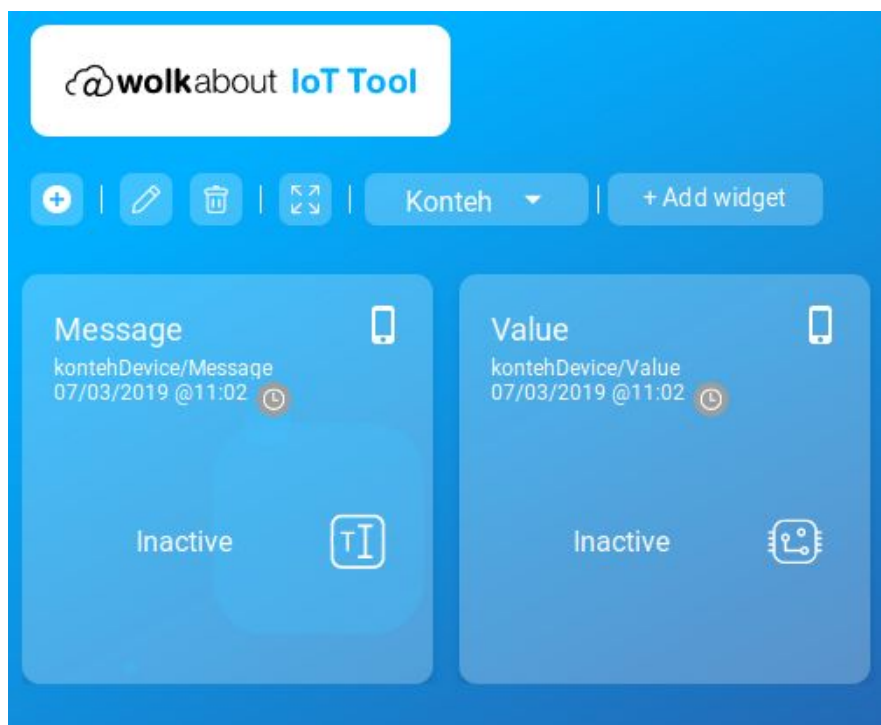 @wolkabout IoT Tool
Konteh
+ Add widget
Message
kontehDevice/Message
07/03/2019 @11:02
Inactive
TI
Value
kontehDevice/Value
07/03/2019 @11:02
Inactive